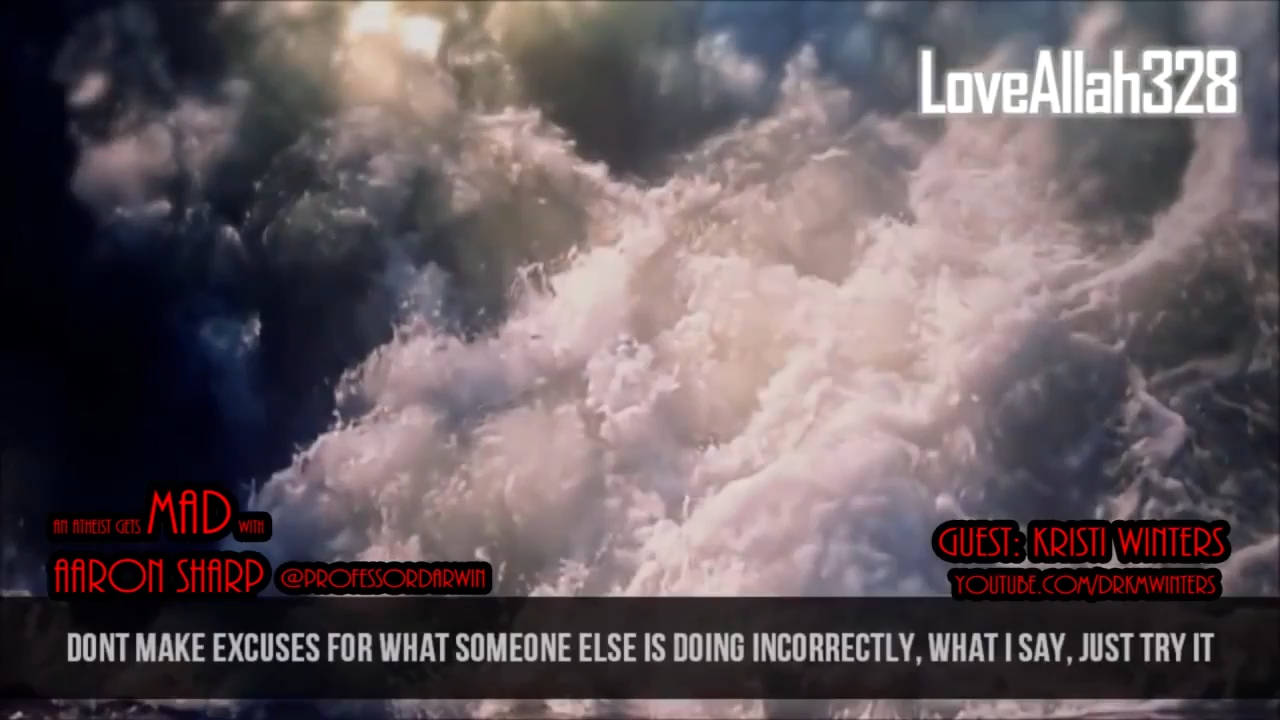 LoveAllah328
AN ATHEIST GETS MAD WITH
AARON SHARP @PROFESSORDARWIN
GUEST: KRISTI WINTERS
YOUTUBE.COM/DRKMWINTERS
DONT MAKE EXCUSES FOR WHAT SOMEONE ELSE IS DOING INCORRECTLY, WHAT I SAY, JUST TRY IT